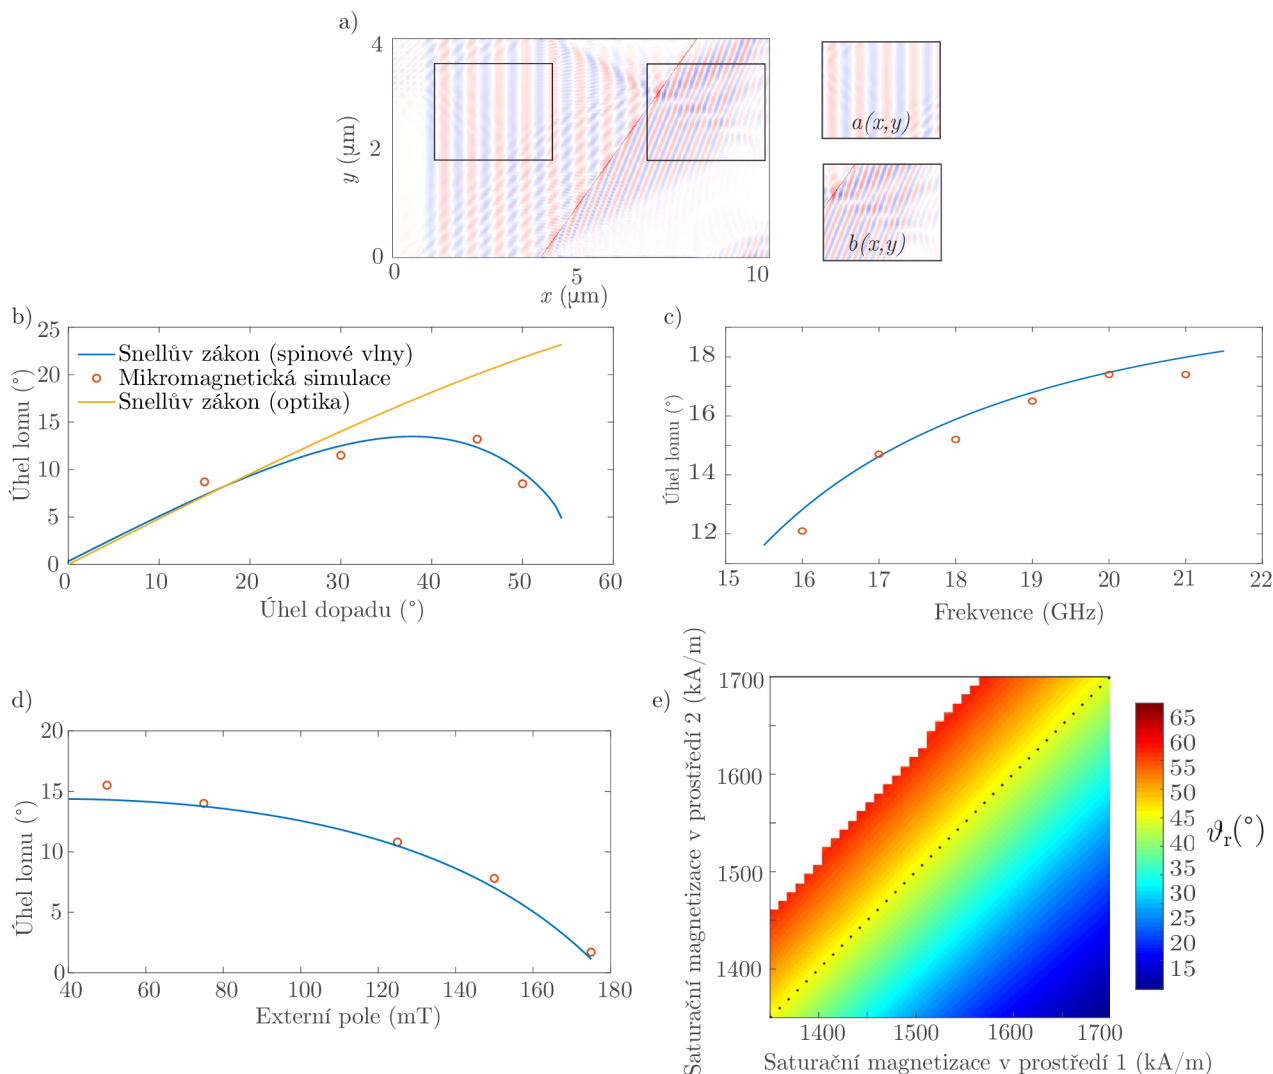 a)
4
2
0
y (µm)
0
5
10
x (µm)
a(x,y)
b(x,y)
b)
25
20
15
10
5
0
Úhel lomu (°)
Snellův zákon (spinové vlny)
Mikromagnetická simulace
Snellův zákon (optika)
0 10 20 30 40 50 60
Úhel dopadu (°)
c)
18
16
14
12
Úhel lomu (°)
15 16 17 18 19 20 21 22
Frekvence (GHz)
d)
20
15
10
5
0
Úhel lomu (°)
40 60 80 100 120 140 160 180
Externí pole (mT)
e)
1700
1600
1500
1400
Saturační magnetizace v prostředí 2 (kA/m)
1400 1500 1600 1700
Saturační magnetizace v prostředí 1 (kA/m)
65
60
55
50
45
40
35
30
25
20
15
ϑr(°)